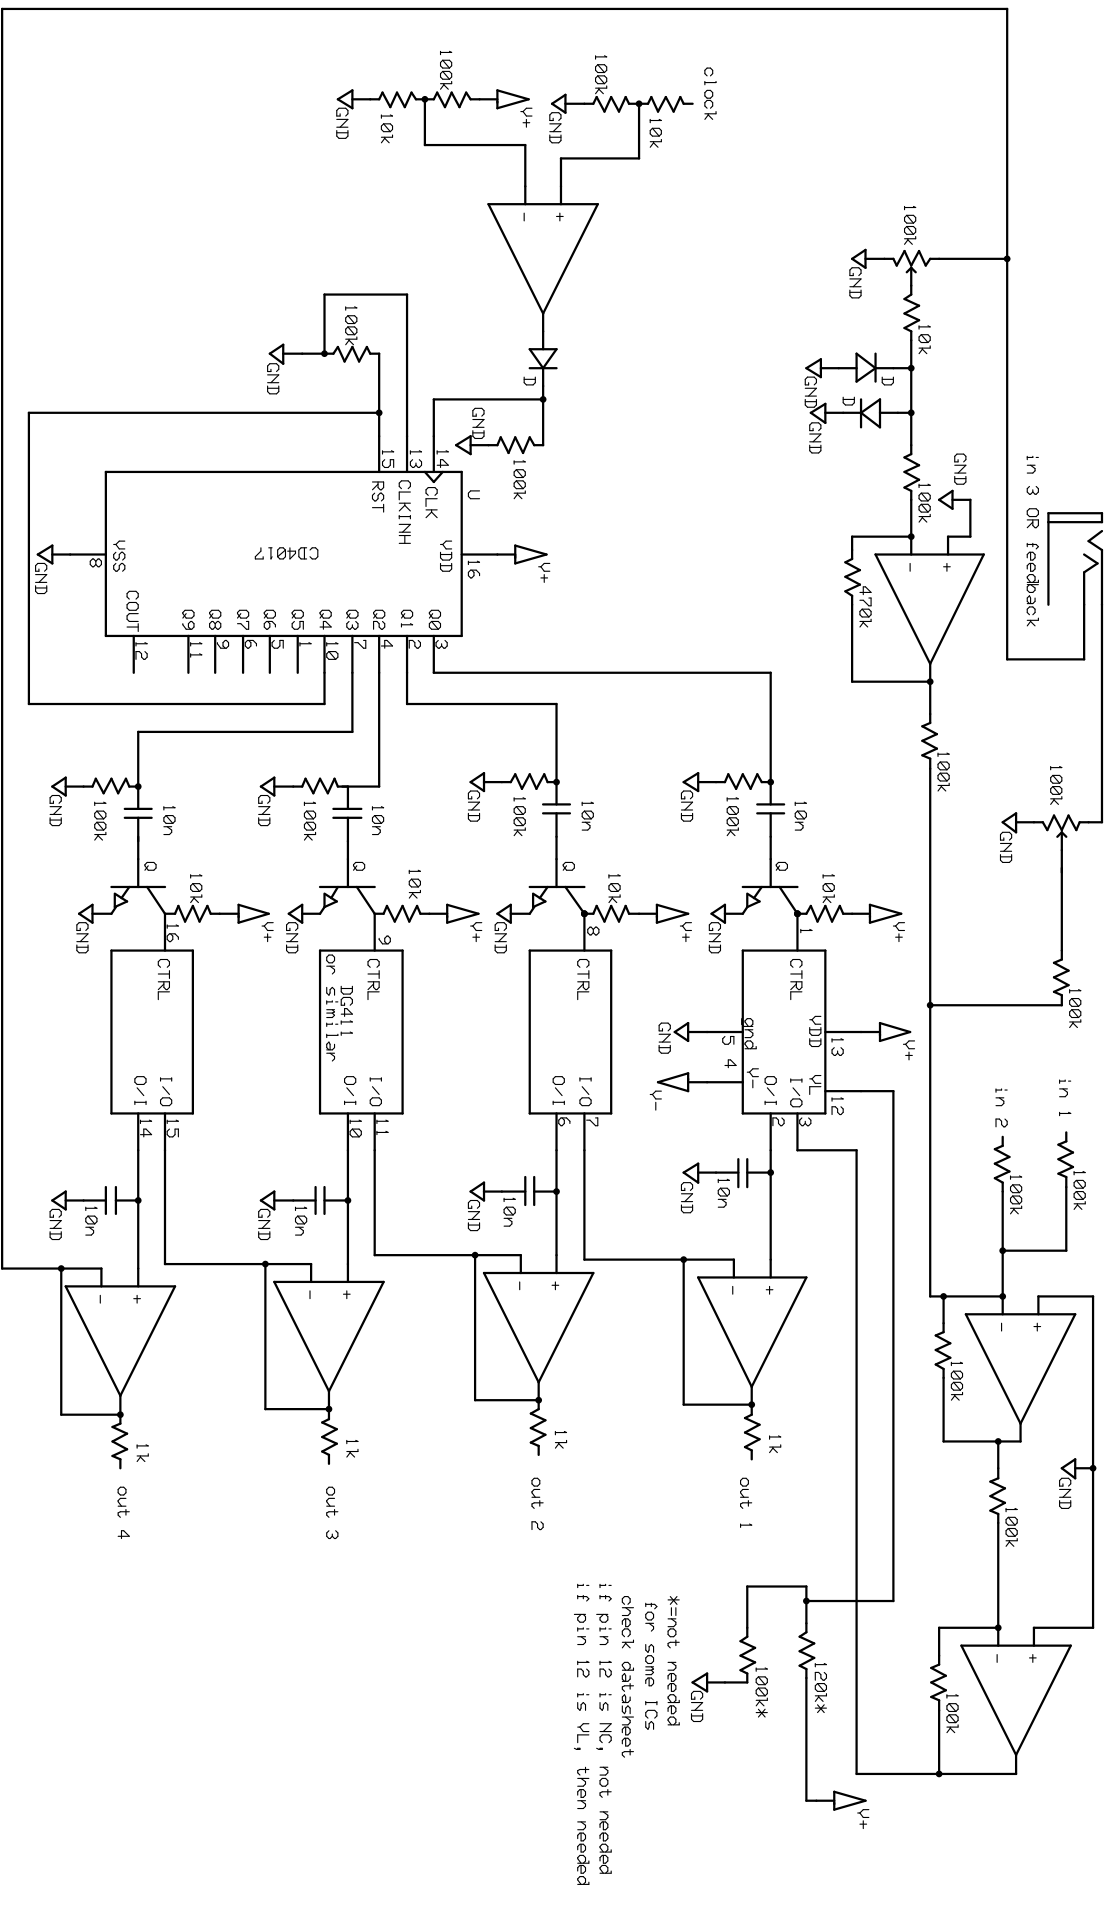 in 3 OR feedback
100k
GND
100k
in 1
100k
in 2
100k
100k
GND
100k
10k
D
GND
D
GND
100k
GND
+
-
470k
100k
+
-
100k
GND
100k
+
-
100k
V+
120k*
100k*
GND
*=not needed
for some ICs
check datasheet
if pin 12 is NC, not needed
if pin 12 is VL, then needed
clock
10k
100k
GND
V+
100k
10k
GND
+
-
D
100k
GND
100k
GND
U
CD4017
14
CLK
13
CLKINH
15
RST
VDD
16
V+
VSS
8
GND
Q0
3
Q1
2
Q2
4
Q3
7
Q4
10
Q5
1
Q6
5
Q7
6
Q8
9
Q9
11
COUT
12
100k
GND
10n
Q
10k
V+
GND
1
CTRL
VDD
13
V+
VL
12
gnd
5
GND
V-
4
V-
I/O
3
O/I
2
10n
GND
+
-
1k
out 1
100k
GND
10n
Q
10k
V+
GND
8
CTRL
I/O
7
O/I
6
10n
GND
+
-
1k
out 2
100k
GND
10n
Q
10k
V+
GND
9
CTRL
DG411
or similar
I/O
11
O/I
10
10n
GND
+
-
1k
out 3
100k
GND
10n
Q
10k
V+
GND
16
CTRL
I/O
15
O/I
14
10n
GND
+
-
1k
out 4